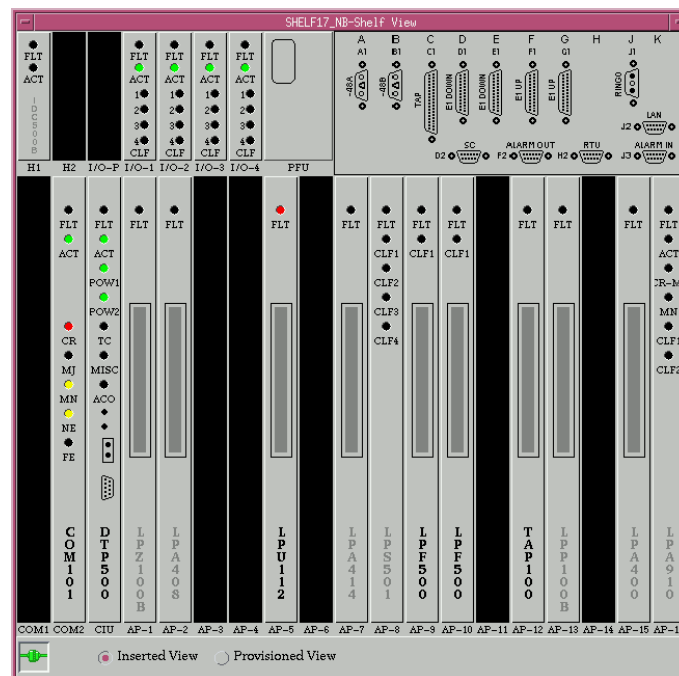 SHELF17_NB-Shelf View
FLT FLT FLT FLT FLT
ACT ACT ACT ACT ACT
IDC500B
1 1 1 1
2 2 2 2
3 3 3 3
4 4 4 4
CLF CLF CLF CLF
H1 H2 I/O-P I/O-1 I/O-2 I/O-3 I/O-4 PFU
A B C D E F G H J K
A1 B1 C1 D1 E1 F1 G1 J1
-48A -48B TAP E1 DOWN E1 DOWN E1 UP E1 UP RINGO
LAN
J2
SC ALARM OUT RTU ALARM IN
D2 F2 H2 J3
FLT FLT FLT FLT FLT FLT FLT FLT FLT FLT FLT FLT FLT
ACT ACT CLF1 CLF1 CLF1 ACT
POW1 CLF2
POW2 CLF3 MN
CR TC CLF4 CLF1
MJ MISC CLF2
MN ACO
NE
FE
COM101 DTP500 LPZ100B LPA408 LPU112 LPA414 LPS501 LPF500 LPF500 TAP100 LPP100B LPA400 LPA910
COM1 COM2 CIU AP-1 AP-2 AP-3 AP-4 AP-5 AP-6 AP-7 AP-8 AP-9 AP-10 AP-11 AP-12 AP-13 AP-14 AP-15 AP-1
Inserted View Provisioned View